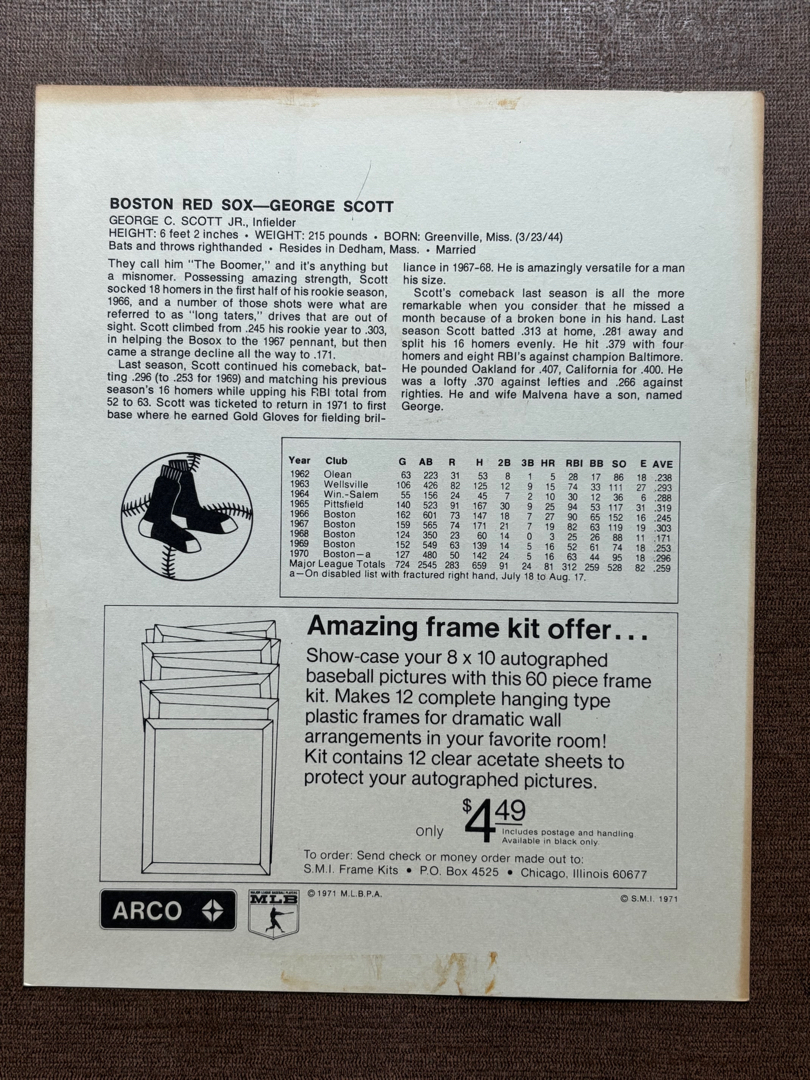 BOSTON RED SOX—GEORGE SCOTT
GEORGE C. SCOTT JR., Infielder
HEIGHT: 6 feet 2 inches • WEIGHT: 215 pounds • BORN: Greenville, Miss. (3/23/44)
Bats and throws righthanded • Resides in Dedham, Mass. • Married
They call him "The Boomer," and it's anything but
a misnomer. Possessing amazing strength, Scott
socked 18 homers in the first half of his rookie season,
1966, and a number of those shots were what are
referred to as "long taters," drives that are out of
sight. Scott climbed from .245 his rookie year to .303,
in helping the Bosox to the 1967 pennant, but then
came a strange decline all the way to .171.
Last season, Scott continued his comeback, bat-
ting .296 (to .253 for 1969) and matching his previous
season's 16 homers while upping his RBI total from
52 to 63. Scott was ticketed to return in 1971 to first
base where he earned Gold Gloves for fielding bril-
liance in 1967-68. He is amazingly versatile for a man
his size.
Scott's comeback last season is all the more
remarkable when you consider that he missed a
month because of a broken bone in his hand. Last
season Scott batted .313 at home, .281 away and
split his 16 homers evenly. He hit .379 with four
homers and eight RBI's against champion Baltimore.
He pounded Oakland for .407, California for .400. He
was a lofty .370 against lefties and .266 against
righties. He and wife Malvena have a son, named
George.
Year Club G AB R H 2B 3B HR RBI BB SO E AVE
1962 Olean 63 223 31 53 8 1 5 28 17 86 18 .238
1963 Wellsville 106 426 82 125 12 9 15 74 33 111 27 .293
1964 Win.-Salem 55 156 24 45 7 2 10 30 12 36 6 .288
1965 Pittsfield 140 523 91 167 30 9 25 94 53 117 31 .319
1966 Boston 162 601 73 147 18 7 27 90 65 152 16 .245
1967 Boston 159 565 74 171 21 7 19 82 63 119 19 .303
1968 Boston 124 350 23 60 14 0 3 25 26 88 11 .171
1969 Boston 152 549 63 139 14 5 16 52 61 74 18 .253
1970 Boston—a 127 480 50 142 24 5 16 63 44 95 18 .296
Major League Totals 724 2545 283 659 91 24 81 312 259 528 82 .259
a—On disabled list with fractured right hand, July 18 to Aug. 17.
Amazing frame kit offer...
Show-case your 8 x 10 autographed
baseball pictures with this 60 piece frame
kit. Makes 12 complete hanging type
plastic frames for dramatic wall
arrangements in your favorite room!
Kit contains 12 clear acetate sheets to
protect your autographed pictures.
only $4 49 Includes postage and handling
Available in black only
To order: Send check or money order made out to:
S.M.I. Frame Kits • P.O. Box 4525 • Chicago, Illinois 60677
ARCO
MAJOR LEAGUE BASEBALL PLAYERS
MLB
© 1971 M.L.B.P.A.
© S.M.I. 1971